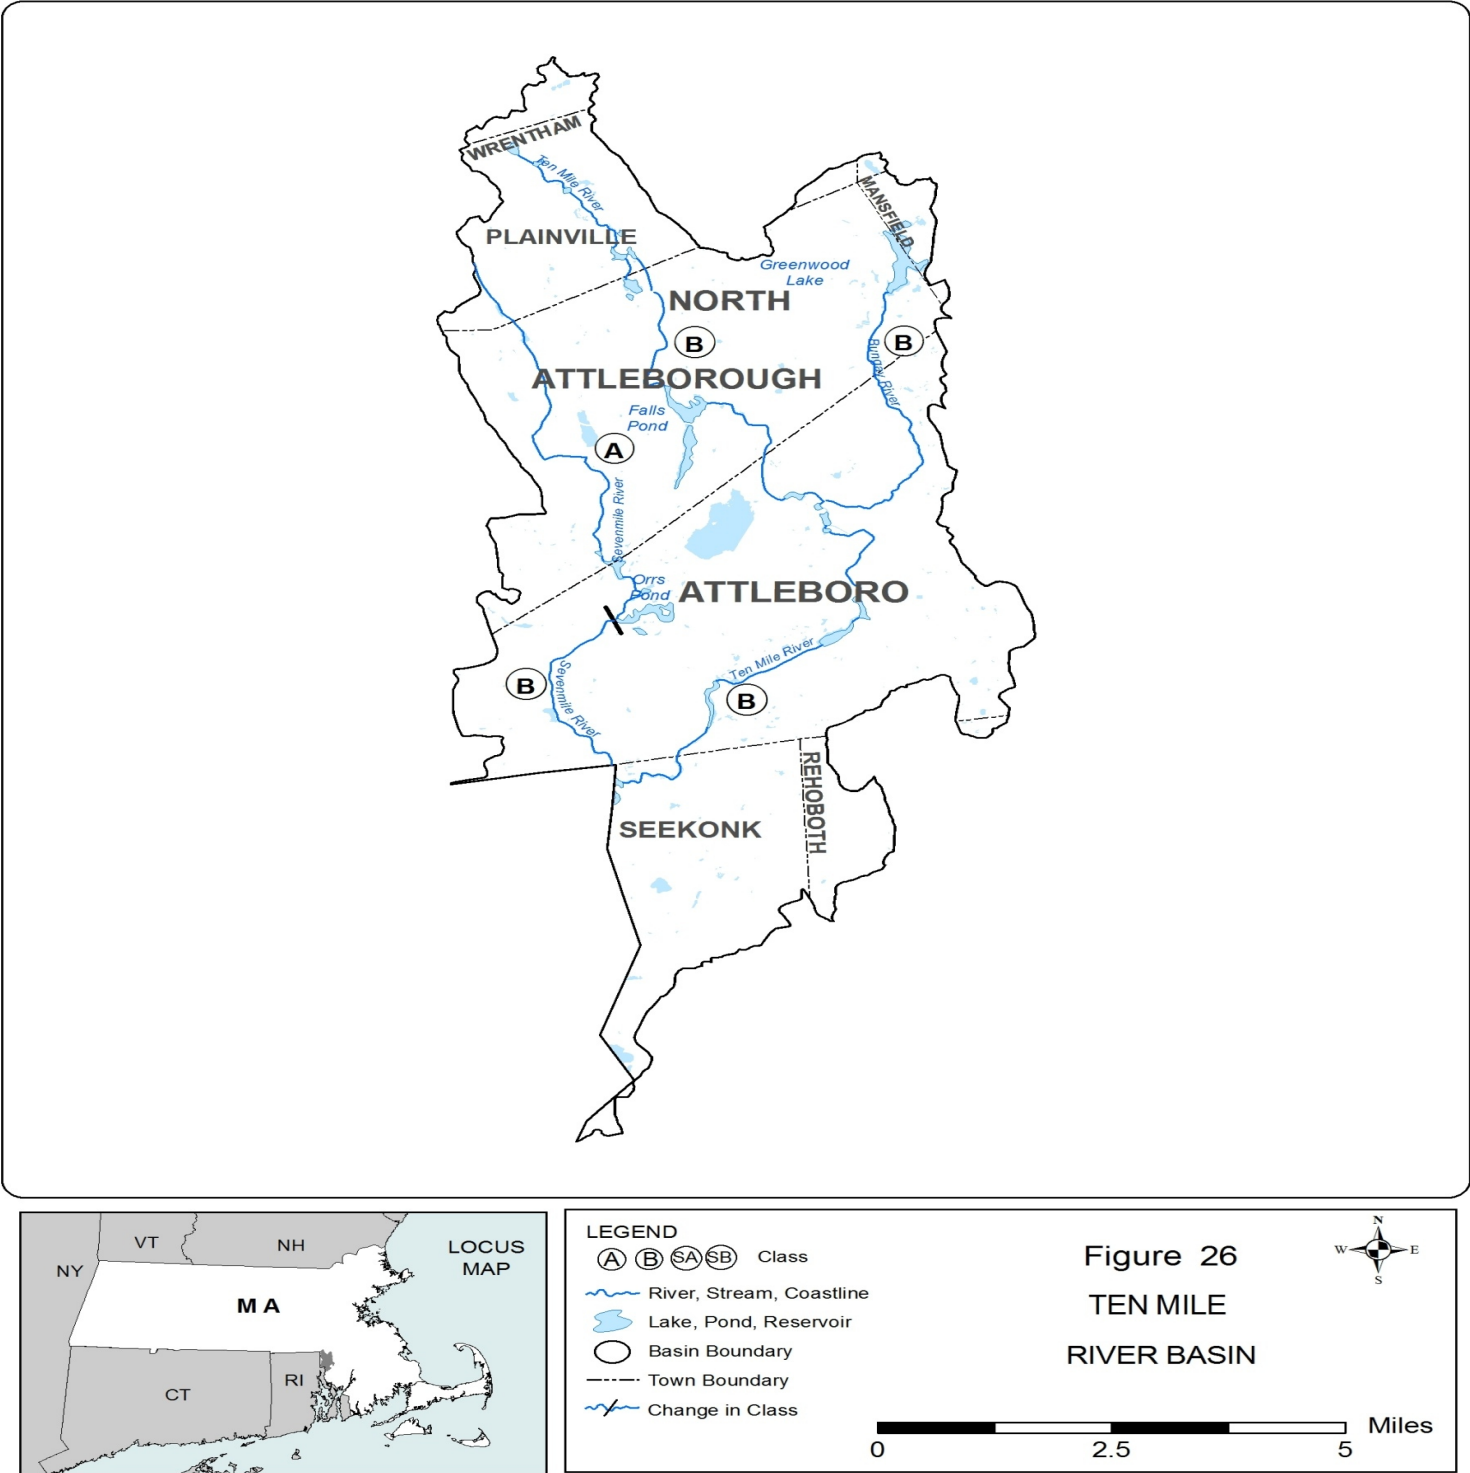 WRENTHAM
Ten Mile River
MANSFIELD
PLAINVILLE
Greenwood
Lake
NORTH
B
B
Bungay River
ATTLEBOROUGH
Falls
Pond
A
Sevenmile River
Orrs
Pond
ATTLEBORO
Ten Mile River
B
Sevenmile River
B
REHOBOTH
SEEKONK
NY
VT
NH
LOCUS
MAP
MA
CT
RI
LEGEND
A B SA SB Class
River, Stream, Coastline
Lake, Pond, Reservoir
Basin Boundary
Town Boundary
Change in Class
Figure 26
TEN MILE
RIVER BASIN
N
W E
S
Miles
0 2.5 5